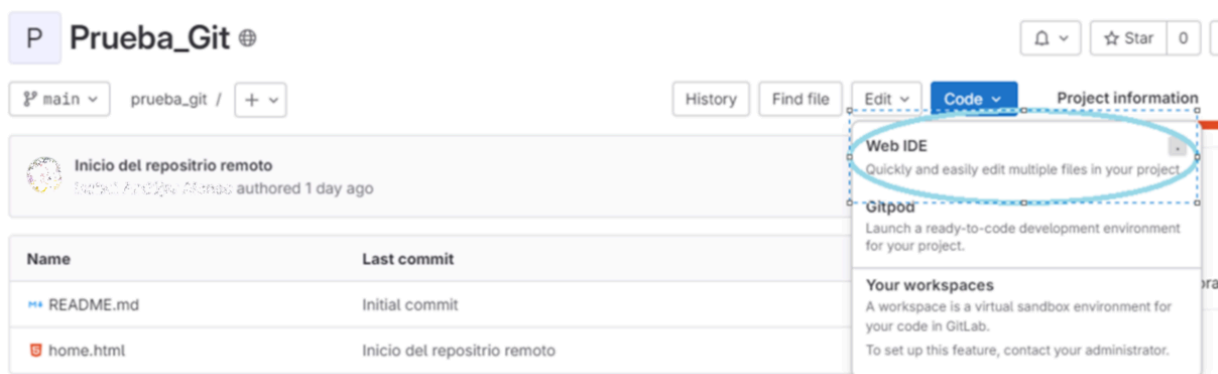 P Prueba_Git
Star 0
main prueba_git / +
History Find file Edit Code Project information
Web IDE .
Quickly and easily edit multiple files in your project.
Gitpod
Launch a ready-to-code development environment
for your project.
Your workspaces
A workspace is a virtual sandbox environment for
your code in GitLab.
To set up this feature, contact your administrator.
Inicio del repositrio remoto
authored 1 day ago
Name Last commit
README.md Initial commit
home.html Inicio del repositrio remoto